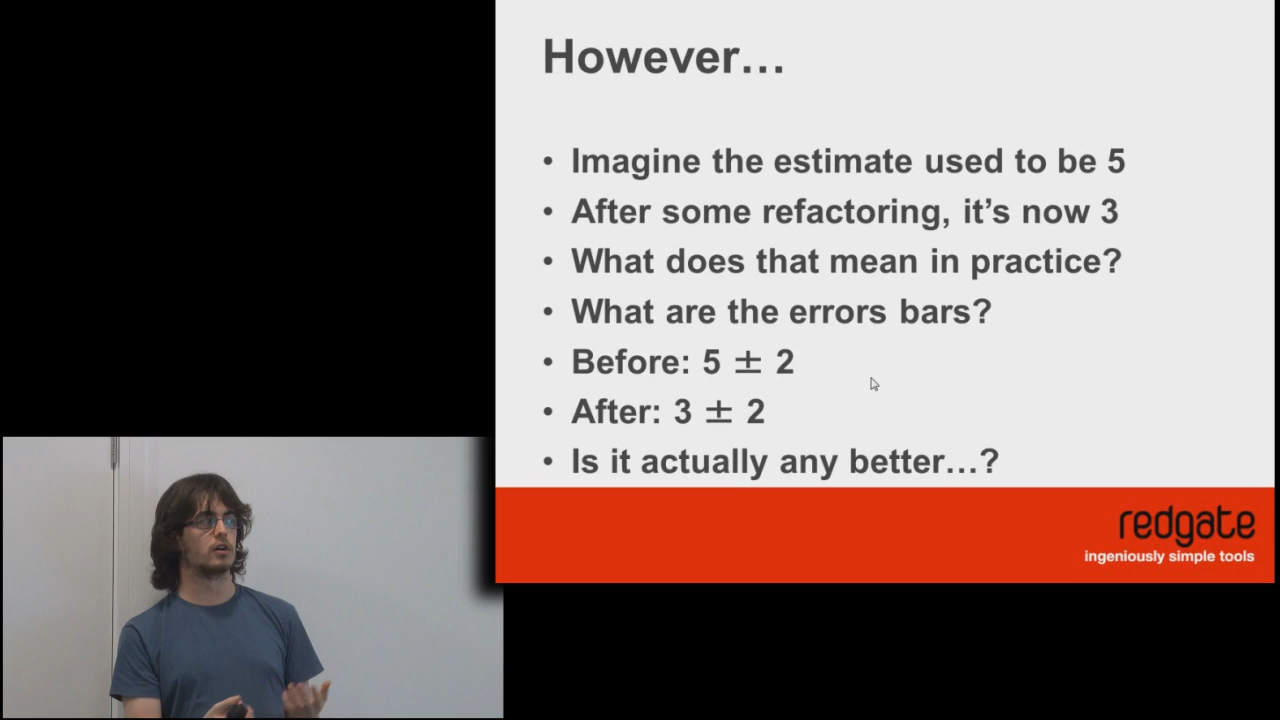 However…
• Imagine the estimate used to be 5
• After some refactoring, it's now 3
• What does that mean in practice?
• What are the errors bars?
• Before: 5 ± 2
• After: 3 ± 2
• Is it actually any better…?
redgate
ingeniously simple tools